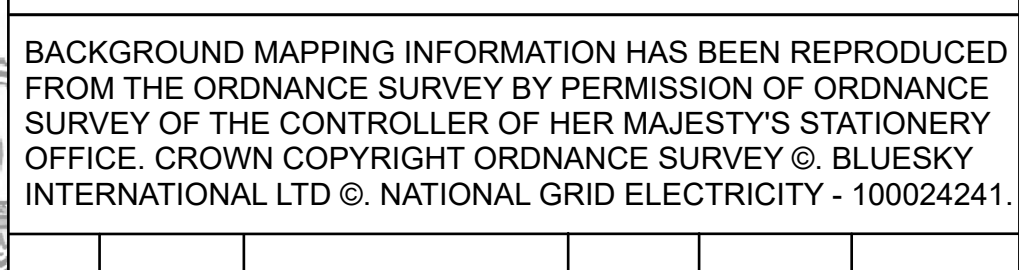 BACKGROUND MAPPING INFORMATION HAS BEEN REPRODUCED
FROM THE ORDNANCE SURVEY BY PERMISSION OF ORDNANCE
SURVEY OF THE CONTROLLER OF HER MAJESTY'S STATIONERY
OFFICE. CROWN COPYRIGHT ORDNANCE SURVEY ©. BLUESKY
INTERNATIONAL LTD ©. NATIONAL GRID ELECTRICITY - 100024241.